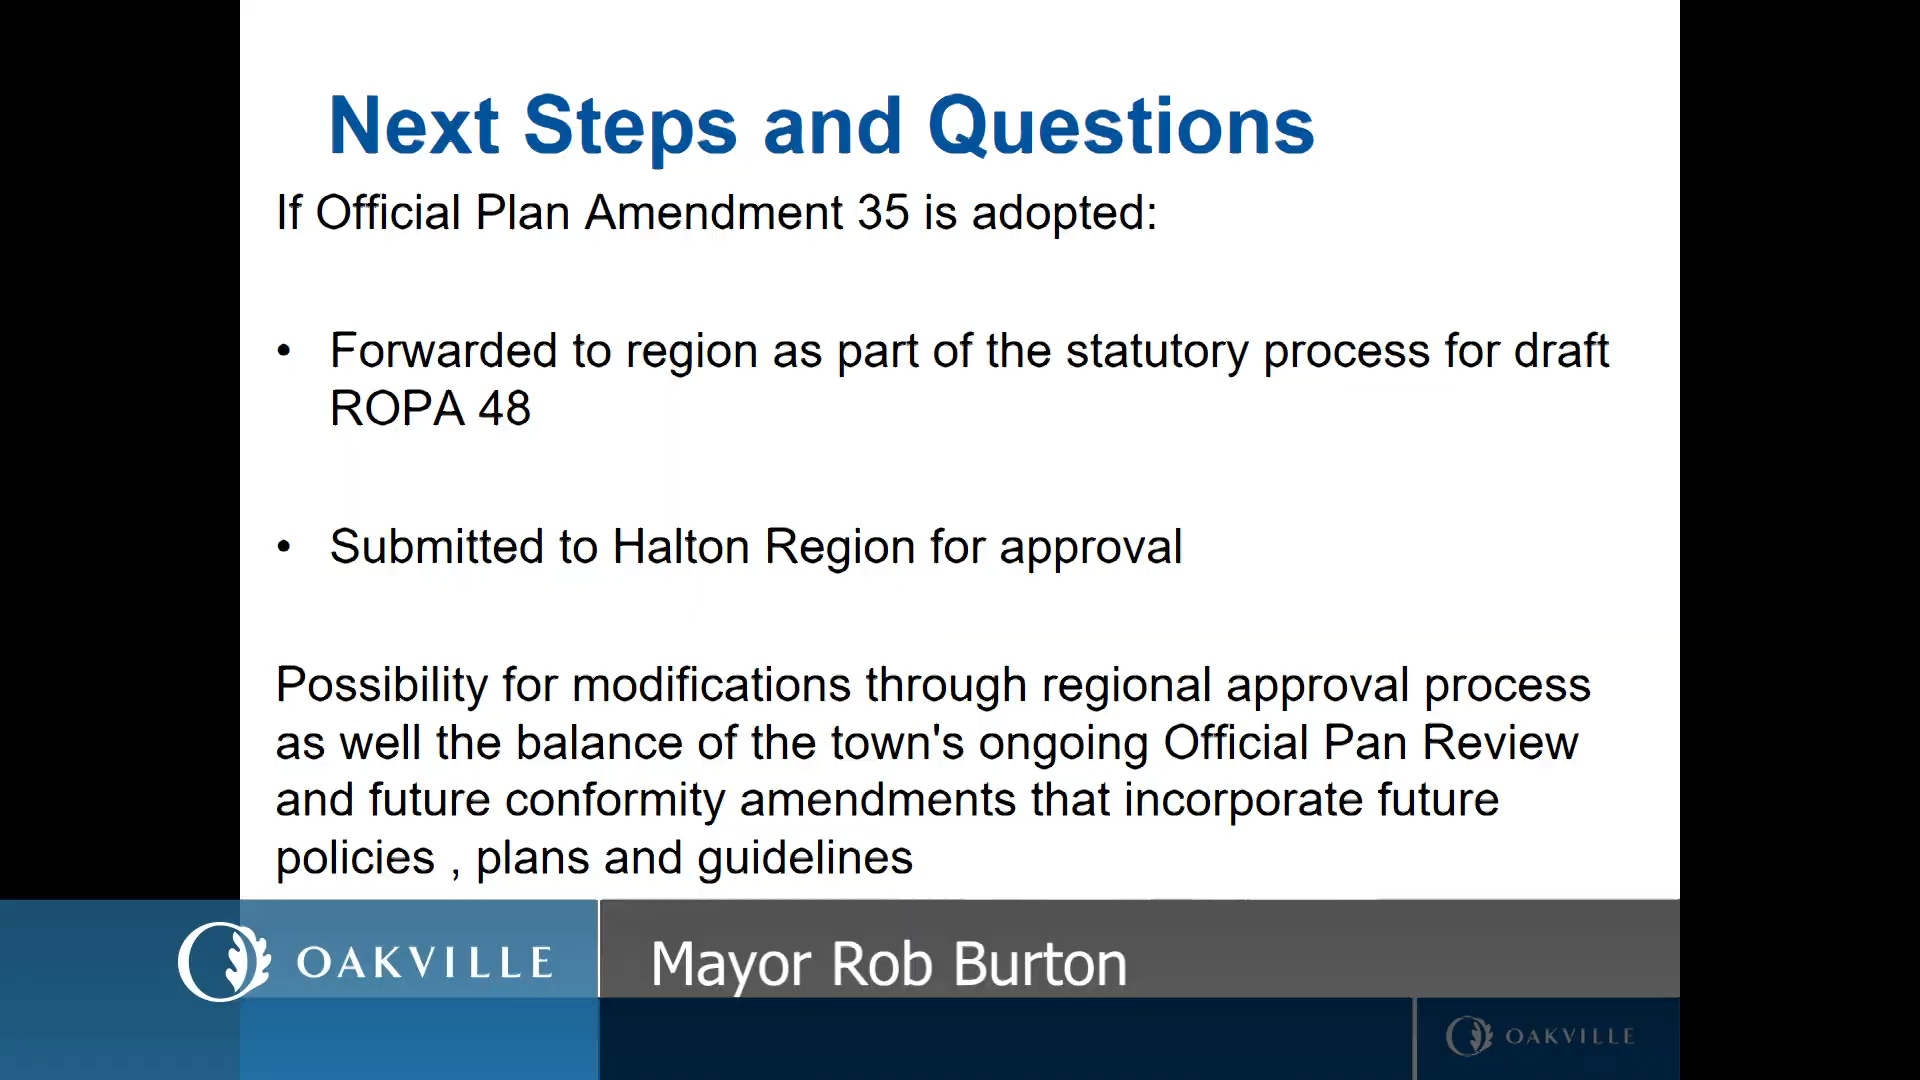 Next Steps and Questions
If Official Plan Amendment 35 is adopted:
• Forwarded to region as part of the statutory process for draft
ROPA 48
• Submitted to Halton Region for approval
Possibility for modifications through regional approval process
as well the balance of the town's ongoing Official Pan Review
and future conformity amendments that incorporate future
policies , plans and guidelines
OAKVILLE
Mayor Rob Burton
OAKVILLE